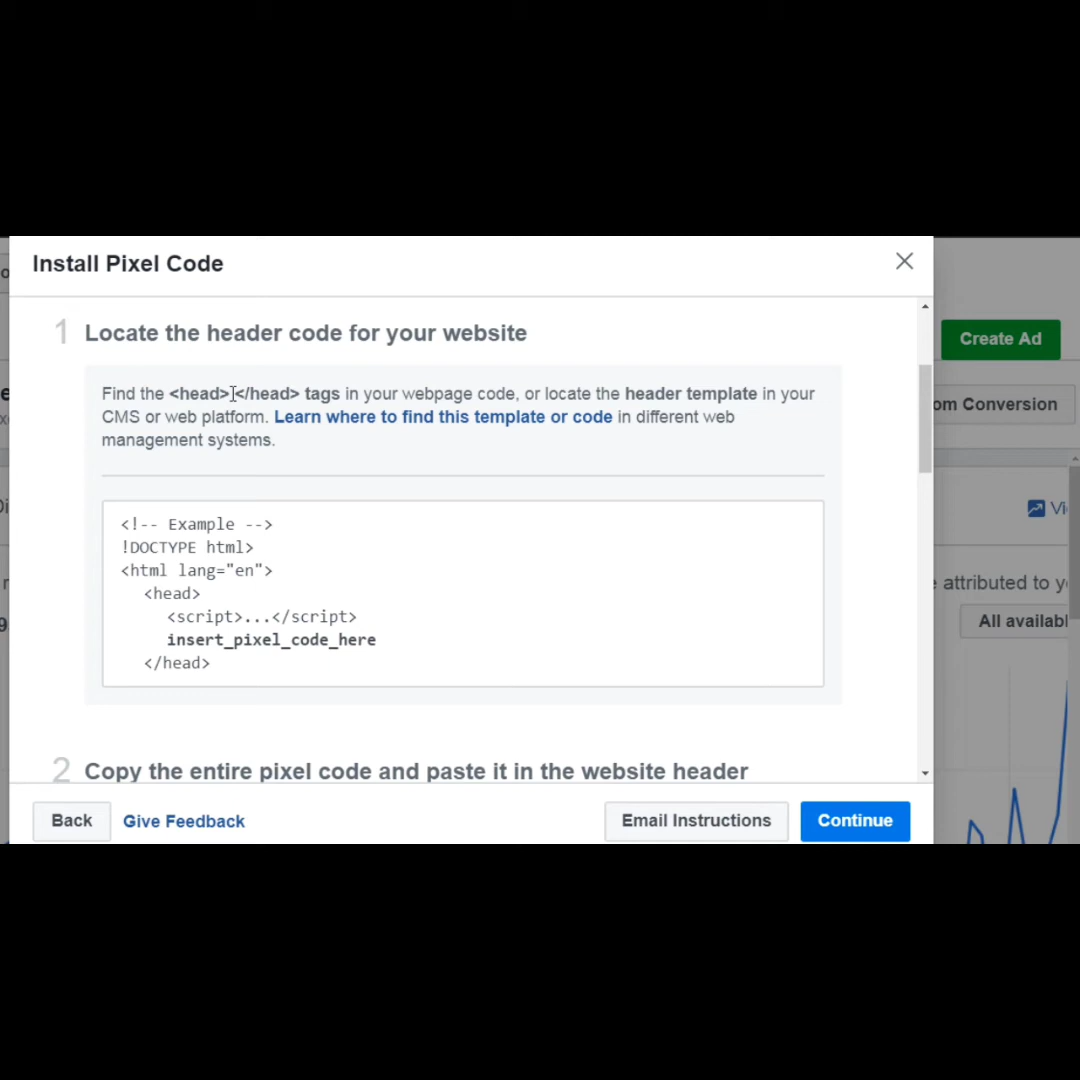 Install Pixel Code
1 Locate the header code for your website
Create Ad
Find the <head> </head> tags in your webpage code, or locate the header template in your
CMS or web platform. Learn where to find this template or code in different web
management systems.
om Conversion
<!-- Example -->
!DOCTYPE html>
<html lang="en">
<head>
<script>...</script>
insert_pixel_code_here
</head>
Vi
e attributed to y
All availabl
2 Copy the entire pixel code and paste it in the website header
Back Give Feedback Email Instructions Continue